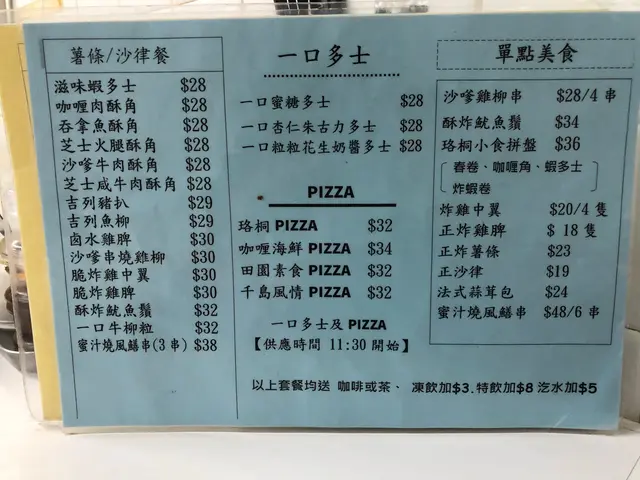 薯條/沙律餐
滋味蝦多士 $28
咖喱肉酥角 $28
吞拿魚酥角 $28
芝士火腿酥角 $28
沙嗲牛肉酥角 $28
芝士咸牛肉酥角 $28
吉列豬扒 $29
吉列魚柳 $29
鹵水雞髀 $30
沙嗲串燒雞柳 $30
脆炸雞中翼 $30
脆炸雞髀 $30
酥炸魷魚鬚 $32
一口牛柳粒 $32
蜜汁燒風鱔串(3 串) $38
一口多士
一口蜜糖多士 $28
一口杏仁朱古力多士 $28
一口粒粒花生奶醬多士 $28
PIZZA
珞桐 PIZZA $32
咖喱海鮮 PIZZA $34
田園素食 PIZZA $32
千島風情 PIZZA $32
一口多士及 PIZZA
【供應時間 11:30 開始】
單點美食
沙嗲雞柳串 $28/4 串
酥炸魷魚鬚 $34
珞桐小食拼盤 $36
春卷、咖喱角、蝦多士
炸蝦卷
炸雞中翼 $20/4 隻
正炸雞髀 $ 18 隻
正炸薯條 $23
正沙律 $19
法式蒜茸包 $24
蜜汁燒風鱔串 $48/6 串
以上套餐均送 咖啡或茶、 凍飲加$3.特飲加$8 汔水加$5